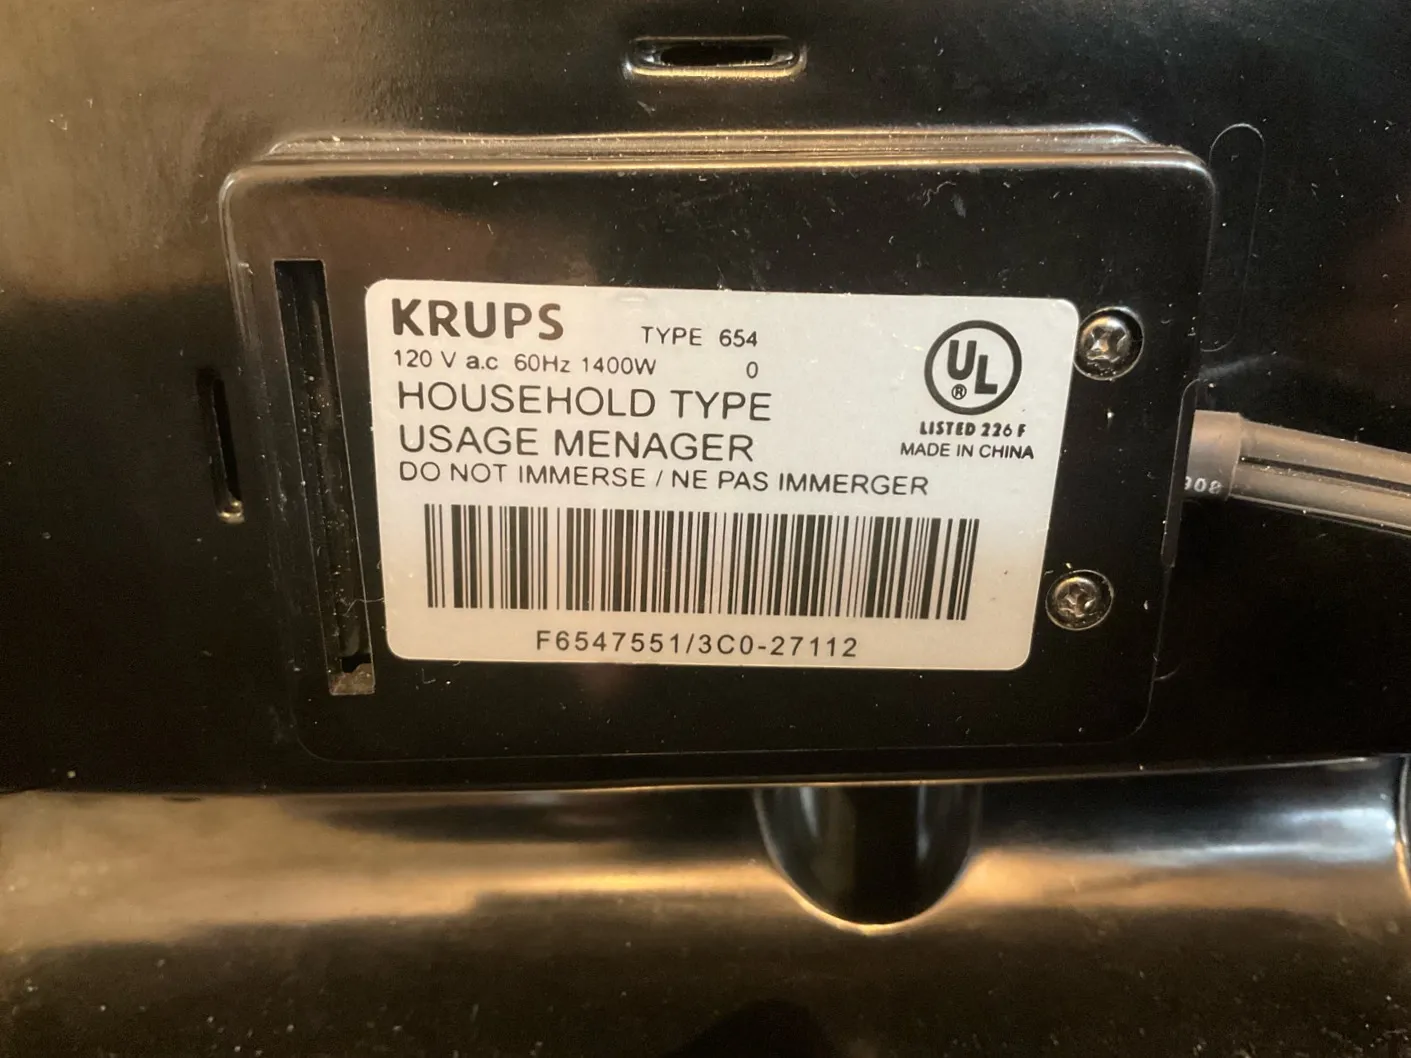 KRUPS
TYPE 654
120 V a.c 60Hz 1400W 0
HOUSEHOLD TYPE
USAGE MENAGER
DO NOT IMMERSE / NE PAS IMMERGER
F6547551/3C0-27112
UL
®
LISTED 226 F
MADE IN CHINA